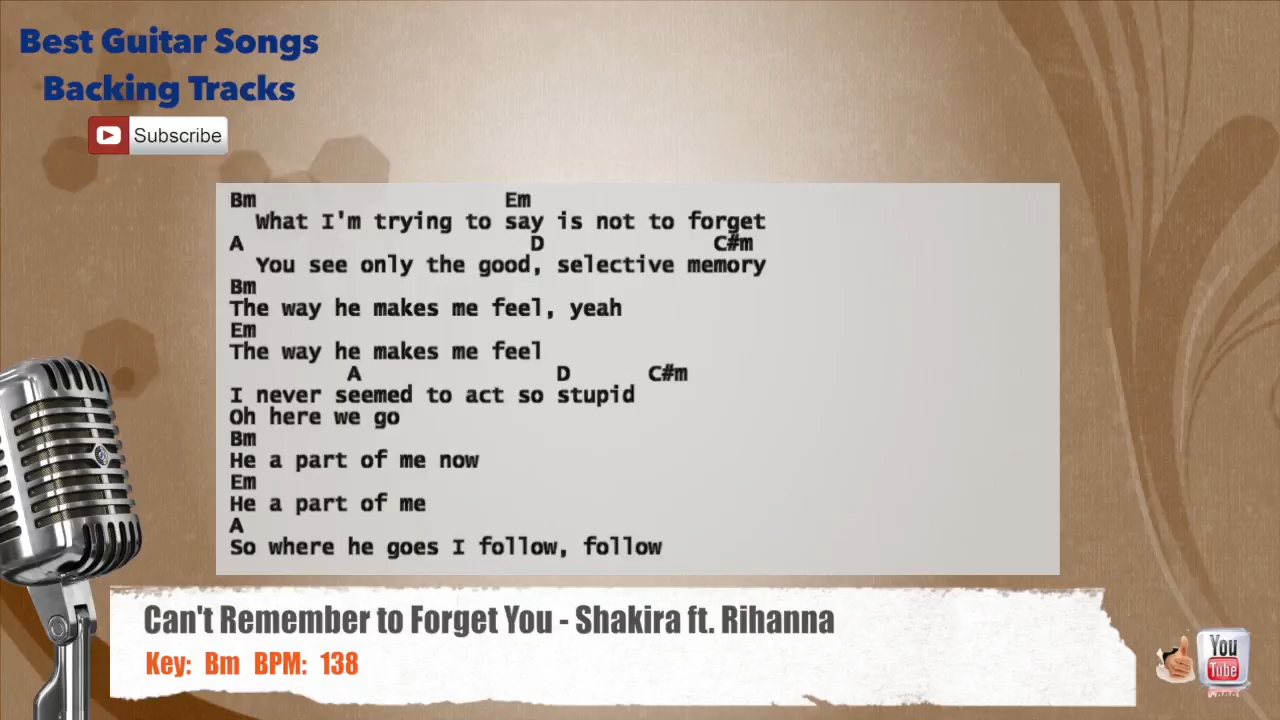 Best Guitar Songs
Backing Tracks
Subscribe
Bm Em
What I'm trying to say is not to forget
A D C#m
You see only the good, selective memory
Bm
The way he makes me feel, yeah
Em
The way he makes me feel
A D C#m
I never seemed to act so stupid
Oh here we go
Bm
He a part of me now
Em
He a part of me
A
So where he goes I follow, follow
Can't Remember to Forget You - Shakira ft. Rihanna
Key: Bm BPM: 138
You
Tube